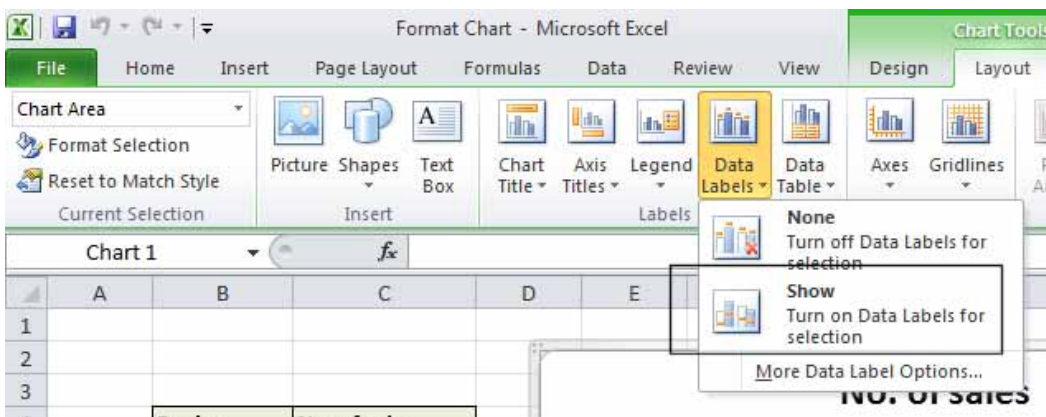 Format Chart - Microsoft Excel
Chart Tools
File Home Insert Page Layout Formulas Data Review View Design Layout
Chart Area
Format Selection
Reset to Match Style
Current Selection
Picture Shapes Text Box
Insert
Chart Title Axis Titles Legend Data Labels Data Table
Labels
Axes Gridlines
None
Turn off Data Labels for
selection
Show
Turn on Data Labels for
selection
More Data Label Options...
Chart 1 fx
A B C D E
1
2
3
No. of sales